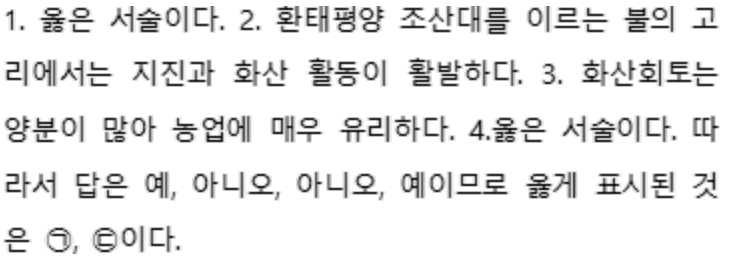 1. 옳은 서술이다. 2. 환태평양 조산대를 이르는 불의 고
리에서는 지진과 화산 활동이 활발하다. 3. 화산회토는
양분이 많아 농업에 매우 유리하다. 4.옳은 서술이다. 따
라서 답은 예, 아니오, 아니오, 예이므로 옳게 표시된 것
은 ㉠, ㉢이다.